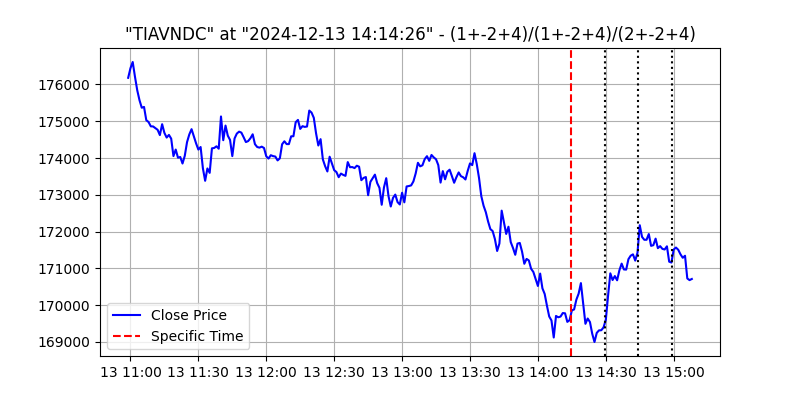 "TIAVNDC" at "2024-12-13 14:14:26" - (1+-2+4)/(1+-2+4)/(2+-2+4)
176000
175000
174000
173000
172000
171000
170000
169000
Close Price
Specific Time
13 11:00 13 11:30 13 12:00 13 12:30 13 13:00 13 13:30 13 14:00 13 14:30 13 15:00